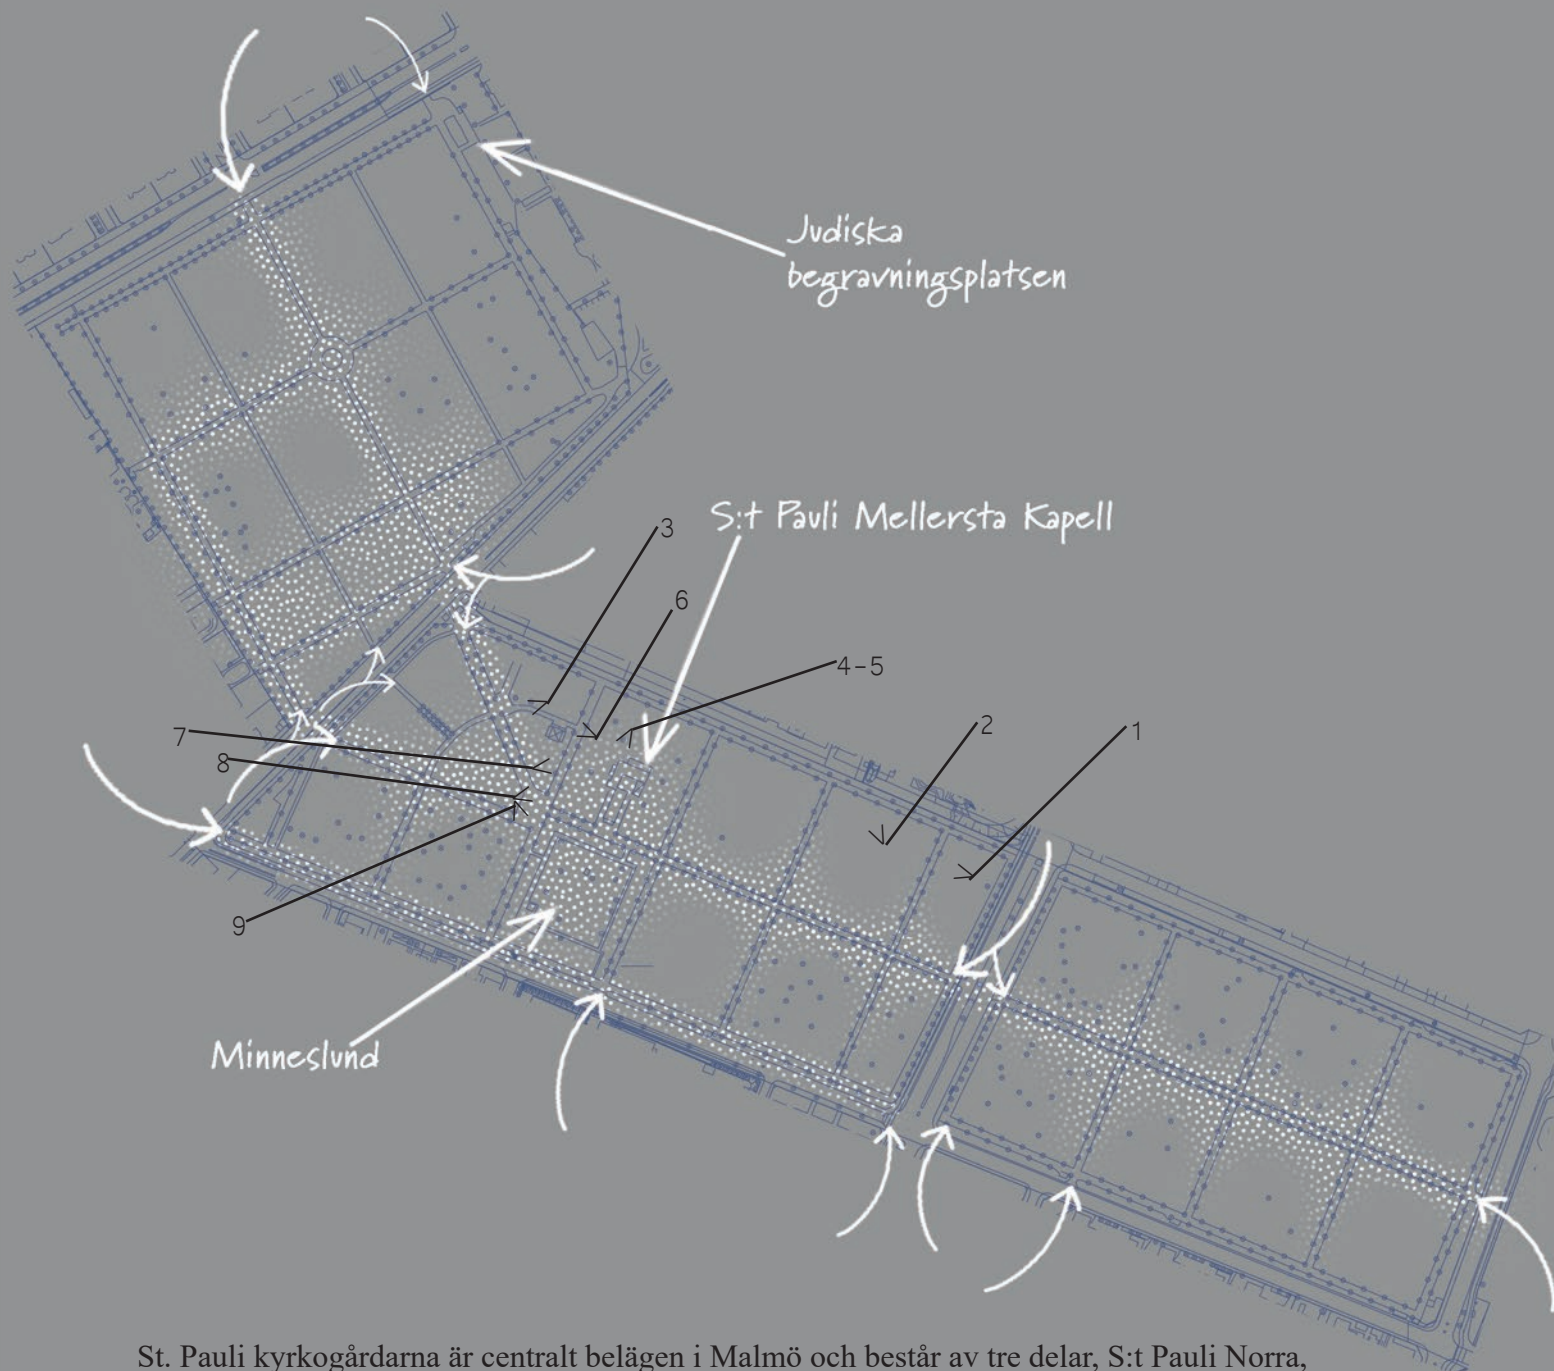 Judiska
begravningsplatsen
S:t Pauli Mellersta Kapell
3
6
4-5
2
1
7
8
9
Minneslund
St. Pauli kyrkogårdarna är centralt belägen i Malmö och består av tre delar, S:t Pauli Norra,